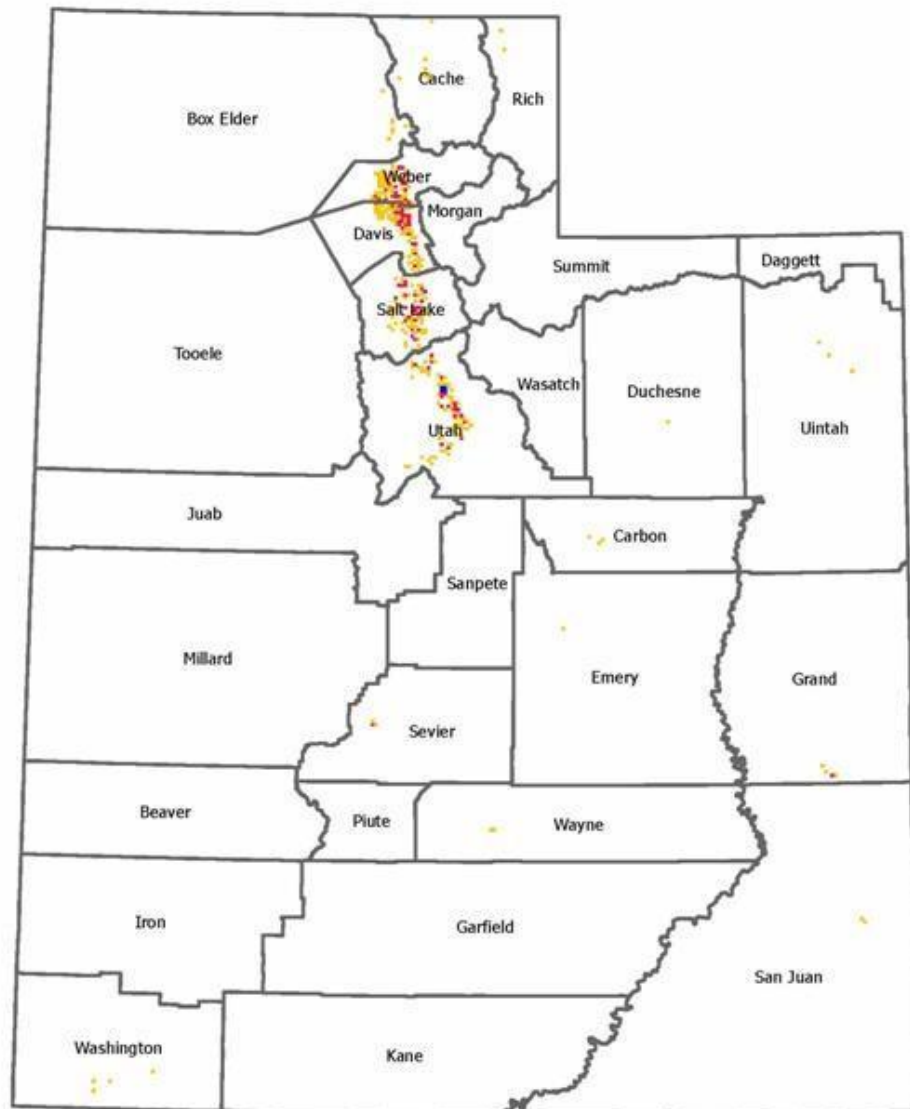 Cache
Rich
Box Elder
Weber
Morgan
Davis
Summit
Daggett
Salt Lake
Tooele
Wasatch
Duchesne
Uintah
Utah
Juab
Carbon
Sanpete
Millard
Emery
Grand
Sevier
Beaver
Piute
Wayne
Iron
Garfield
San Juan
Washington
Kane